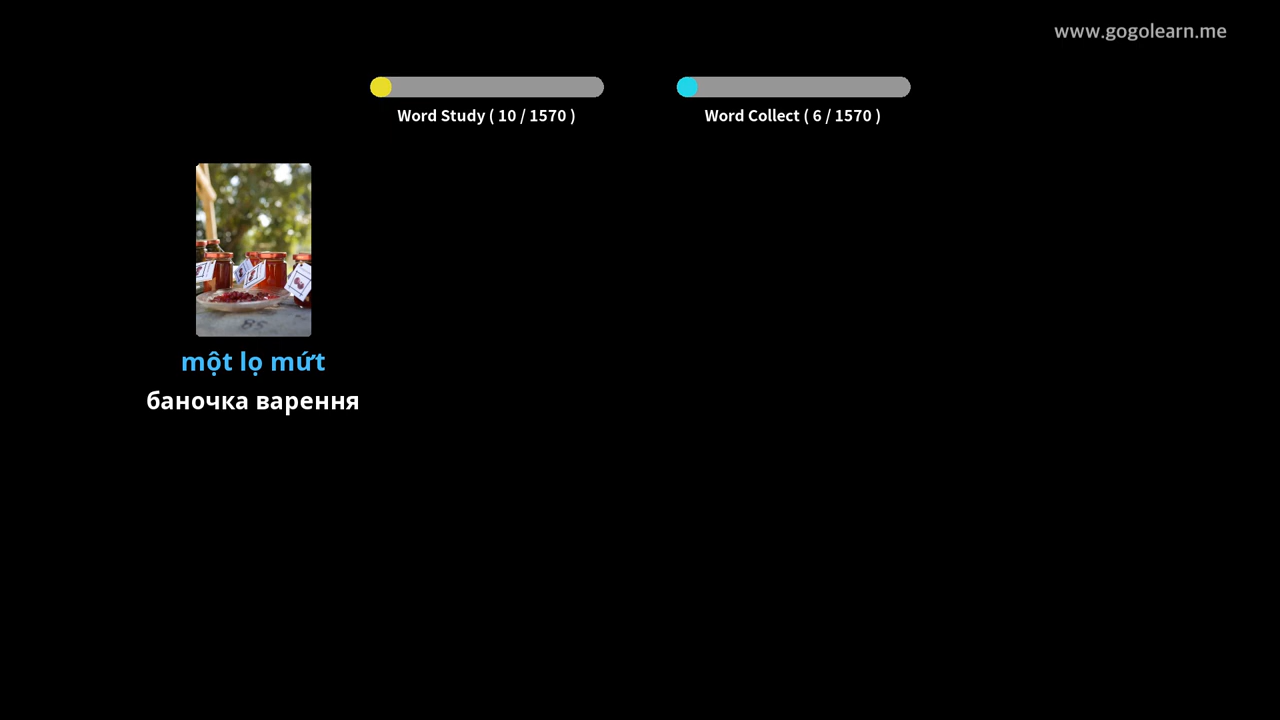 www.gogolearn.me
Word Study ( 10 / 1570 )
Word Collect ( 6 / 1570 )
một lọ mứt
баночка варення